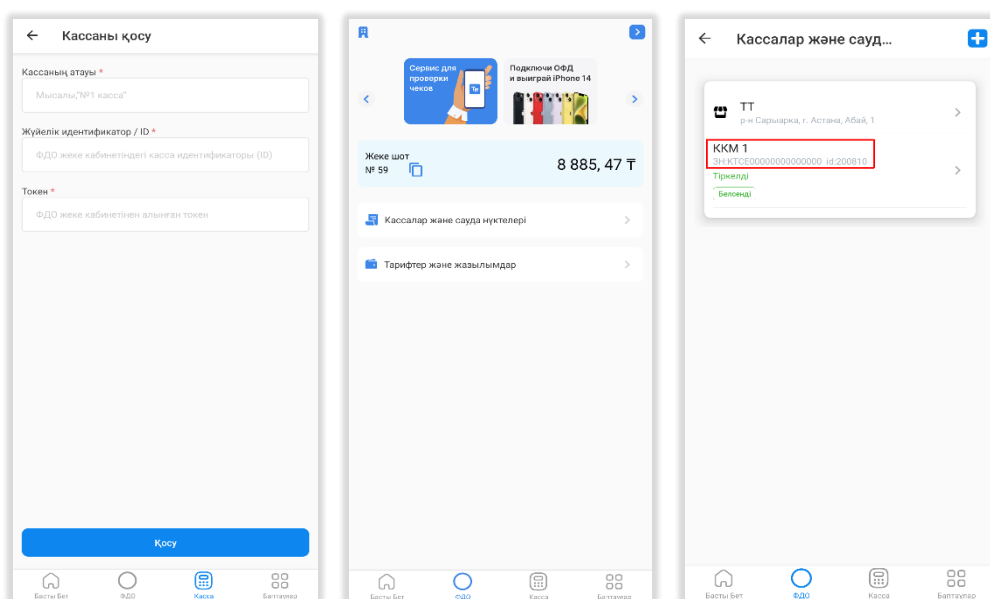 Кассаны қосу
Кассаның атауы *
Мысалы,"№1 касса"
Жүйелік идентификатор / ID *
ФДО жеке кабинетіндегі касса идентификаторы (ID)
Токен *
ФДО жеке кабинетінен алынған токен
Қосу
Басты Бет
ФДО
Касса
Баптаулар
Сервис для
проверки
чеков
Подключи ОФД
и выиграй iPhone 14
Жеке шот
№ 59
8 885, 47 ₸
Кассалар және сауда нүктелері
Тарифтер және жазылымдар
Басты Бет
ФДО
Касса
Баптаулар
Кассалар және сауд...
ТТ
р-н Сарыарка, г. Астана, Абай, 1
ККМ 1
ЗН:KTCE00000000000000 id:200810
Тіркелді
Белсенді
Басты Бет
ФДО
Касса
Баптаулар